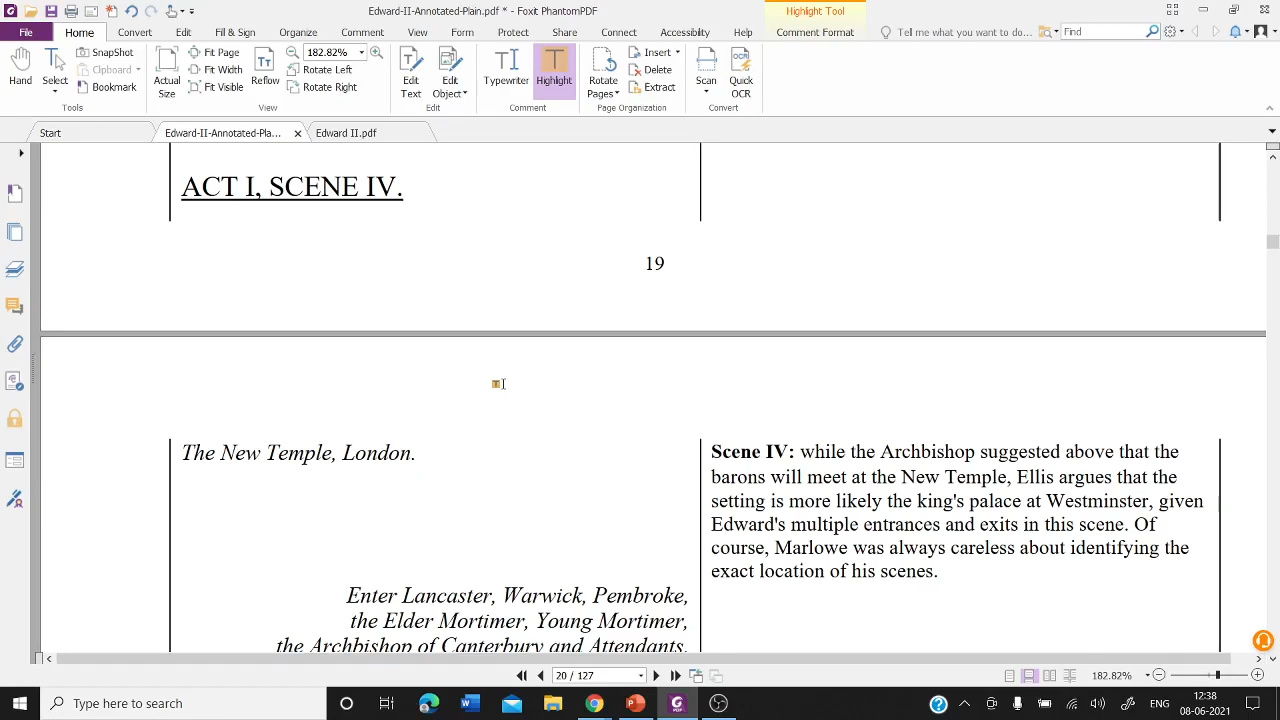 Edward-II-Annotated-Plain.pdf * - Foxit PhantomPDF
Highlight Tool
File Home Convert Edit Fill & Sign Organize Comment View Form Protect Share Connect Accessibility Help Comment Format Tell me what you want to do... Find
Hand Select SnapShot Clipboard Bookmark
Actual Size Fit Page Fit Width Fit Visible Reflow 182.82% Rotate Left Rotate Right
Edit Text Edit Object Typewriter Highlight Rotate Pages Insert Delete Extract Scan Quick OCR
Tools View Edit Comment Page Organization Convert
Start Edward-II-Annotated-Pla... Edward II.pdf
ACT I, SCENE IV.
19
The New Temple, London.
Enter Lancaster, Warwick, Pembroke,
the Elder Mortimer, Young Mortimer,
the Archbishop of Canterbury and Attendants.
Scene IV: while the Archbishop suggested above that the
barons will meet at the New Temple, Ellis argues that the
setting is more likely the king's palace at Westminster, given
Edward's multiple entrances and exits in this scene. Of
course, Marlowe was always careless about identifying the
exact location of his scenes.
20 / 127 182.82%
Type here to search ENG 12:38
08-06-2021